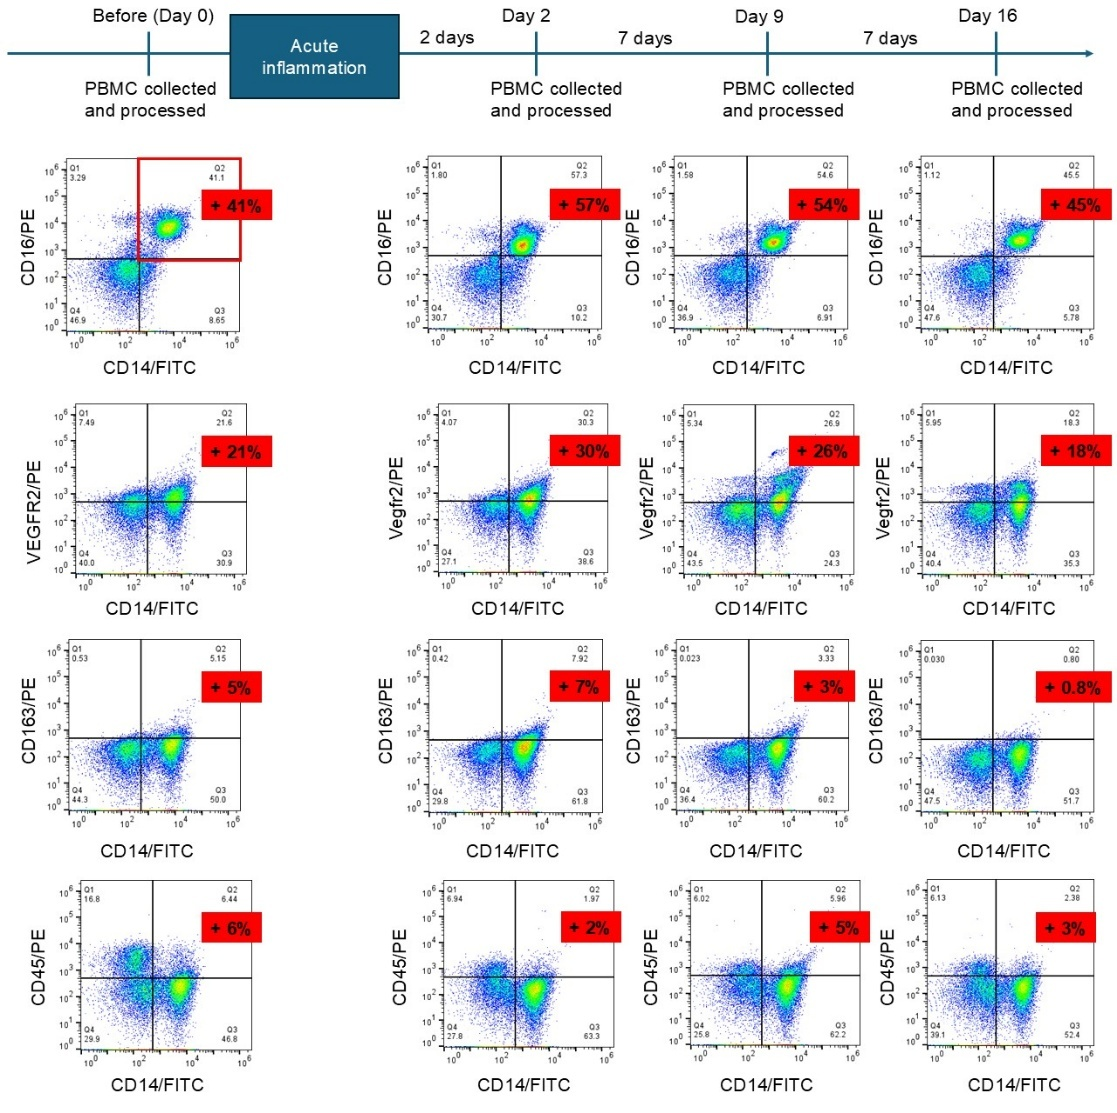 Before (Day 0)
Day 2
Day 9
Day 16
Acute
inflammation
2 days
7 days
7 days
PBMC collected
and processed
PBMC collected
and processed
PBMC collected
and processed
PBMC collected
and processed
Q1
3.29
Q2
41.1
+ 41%
Q4
46.9
Q3
8.65
CD16/PE
CD14/FITC
Q1
1.80
Q2
57.3
+ 57%
Q4
30.7
Q3
10.2
CD16/PE
CD14/FITC
Q1
1.58
Q2
54.6
+ 54%
Q4
36.9
Q3
6.91
CD16/PE
CD14/FITC
Q1
1.12
Q2
45.5
+ 45%
Q4
47.6
Q3
5.78
CD16/PE
CD14/FITC
Q1
7.49
Q2
21.6
+ 21%
Q4
40.0
Q3
30.9
VEGFR2/PE
CD14/FITC
Q1
4.07
Q2
30.3
+ 30%
Q4
27.1
Q3
38.6
Vegfr2/PE
CD14/FITC
Q1
5.34
Q2
26.9
+ 26%
Q4
43.5
Q3
24.3
Vegfr2/PE
CD14/FITC
Q1
5.95
Q2
18.3
+ 18%
Q4
40.4
Q3
35.3
Vegfr2/PE
CD14/FITC
Q1
0.53
Q2
5.15
+ 5%
Q4
44.3
Q3
50.0
CD163/PE
CD14/FITC
Q1
0.42
Q2
7.92
+ 7%
Q4
29.8
Q3
61.8
CD163/PE
CD14/FITC
Q1
0.023
Q2
3.33
+ 3%
Q4
36.4
Q3
60.2
CD163/PE
CD14/FITC
Q1
0.030
Q2
0.80
+ 0.8%
Q4
47.5
Q3
51.7
CD163/PE
CD14/FITC
Q1
16.8
Q2
6.44
+ 6%
Q4
29.9
Q3
46.8
CD45/PE
CD14/FITC
Q1
6.94
Q2
1.97
+ 2%
Q4
27.8
Q3
63.3
CD45/PE
CD14/FITC
Q1
6.02
Q2
5.96
+ 5%
Q4
25.8
Q3
62.2
CD45/PE
CD14/FITC
Q1
6.13
Q2
2.38
+ 3%
Q4
39.1
Q3
52.4
CD45/PE
CD14/FITC